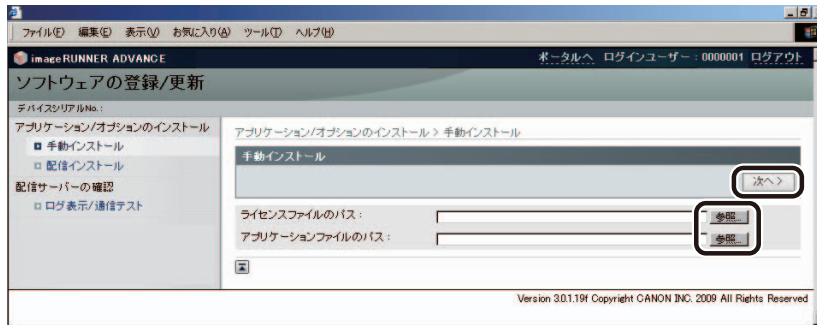 ファイル(F) 編集(E) 表示(V) お気に入り(A) ツール(T) ヘルプ(H)
imageRUNNER ADVANCE ポータルへ ログインユーザー : 0000001 ログアウト
ソフトウェアの登録/更新
デバイスシリアルNo. :
アプリケーション/オプションのインストール
手動インストール
配信インストール
配信サーバーの確認
ログ表示/通信テスト
アプリケーション/オプションのインストール > 手動インストール
手動インストール
次へ >
ライセンスファイルのパス : 参照...
アプリケーションファイルのパス : 参照...
Version 3.0.1.19f Copyright CANON INC. 2009 All Rights Reserved